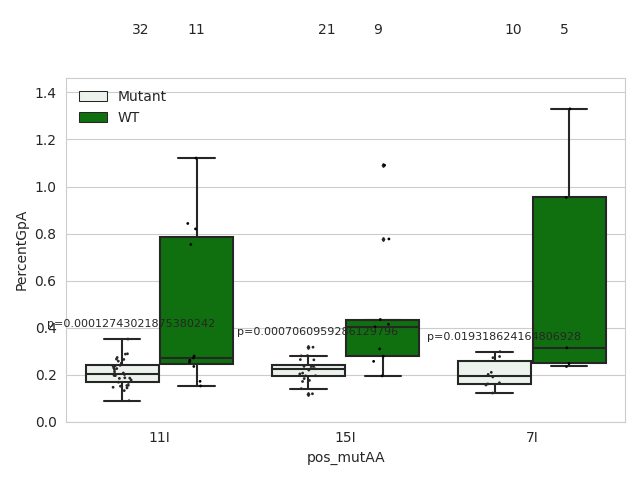 32 11 21 9 10 5
Mutant
WT
PercentGpA
1.4
1.2
1.0
0.8
0.6
0.4
0.2
0.0
p=0.00012743021875380242
p=0.0007060959286129796
p=0.019318624164806928
11I 15I 7I
pos_mutAA